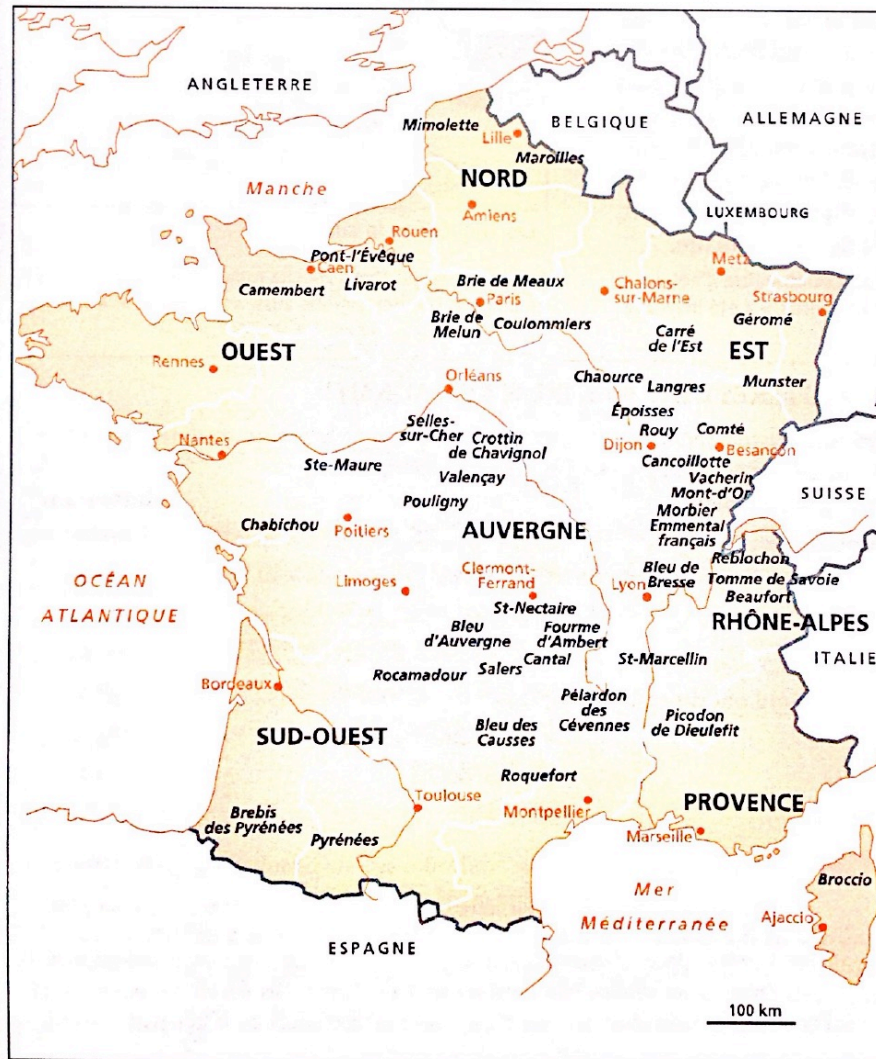 ANGLETERRE
BELGIQUE
ALLEMAGNE
Mimolette
Lille
Maroilles
NORD
Manche
Amiens
LUXEMBOURG
Rouen
Pont-l'Évêque
Caen
Metz
Camembert
Livarot
Brie de Meaux
Paris
Chalons-
sur-Marne
Strasbourg
Géromé
Brie de
Melun
Coulommiers
Carré
de l'Est
OUEST
EST
Rennes
Orléans
Chaource
Langres
Munster
Époisses
Selles-
sur-Cher
Crottin
de Chavignol
Rouy
Comté
Nantes
Dijon
Besançon
Ste-Maure
Cancoillotte
Valençay
Vacherin
Mont-d'Or
SUISSE
Pouligny
Morbier
Chabichou
Poitiers
AUVERGNE
Emmental
français
Reblochon
OCÉAN
ATLANTIQUE
Limoges
Clermont-
Ferrand
Lyon
Bleu de
Bresse
Tomme de Savoie
Beaufort
St-Nectaire
RHÔNE-ALPES
Bleu
d'Auvergne
Fourme
d'Ambert
ITALIE
Rocamadour
Salers
Cantal
St-Marcellin
Bordeaux
Pélardon
des
Cévennes
Picodon
de Dieulefit
SUD-OUEST
Bleu des
Causses
Roquefort
Toulouse
Montpellier
PROVENCE
Brebis
des Pyrénées
Pyrénées
Marseille
Mer
Méditerranée
Broccio
Ajaccio
ESPAGNE
100 km